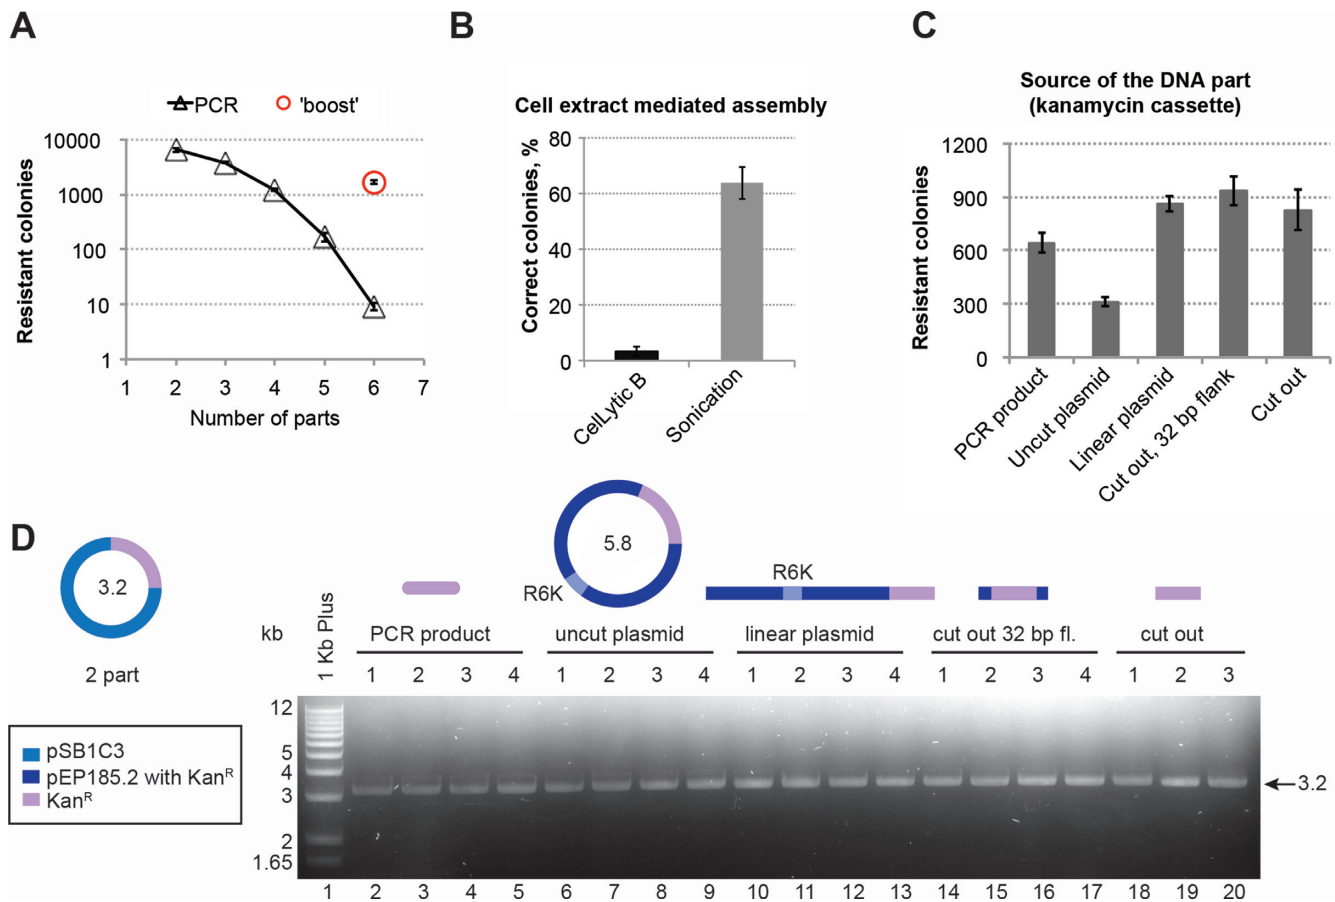 A
PCR 'boost'
Resistant colonies
10000
1000
100
10
1
1 2 3 4 5 6 7
Number of parts
B
Cell extract mediated assembly
Correct colonies, %
80
60
40
20
0
CelLytic B
Sonication
C
Source of the DNA part
(kanamycin cassette)
Resistant colonies
1200
900
600
300
0
PCR product
Uncut plasmid
Linear plasmid
Cut out, 32 bp flank
Cut out
D
3.2
2 part
5.8
R6K
R6K
kb
1 Kb Plus
PCR product uncut plasmid linear plasmid cut out 32 bp fl. cut out
1 2 3 4 1 2 3 4 1 2 3 4 1 2 3 4 1 2 3
12
5
4
3
2
1.65
3.2
1 2 3 4 5 6 7 8 9 10 11 12 13 14 15 16 17 18 19 20
pSB1C3
pEP185.2 with Kan^R
Kan^R